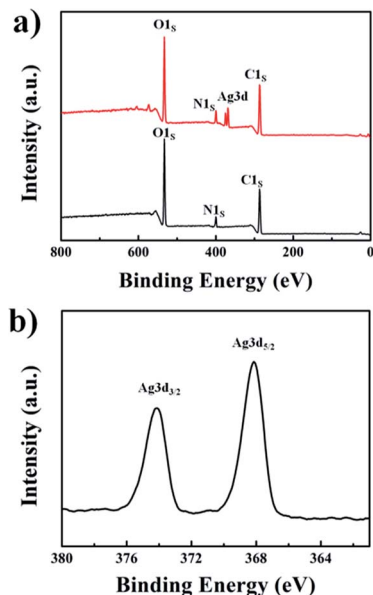 a)
O1s
N1s
Ag3d
C1s
O1s
N1s
C1s
Intensity (a.u.)
800 600 400 200 0
Binding Energy (eV)
b)
Ag3d5/2
Ag3d3/2
Intensity (a.u.)
380 376 372 368 364
Binding Energy (eV)